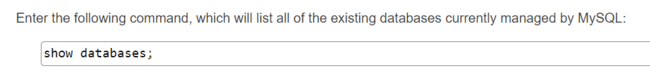 Enter the following command, which will list all of the existing databases currently managed by MySQL:
show databases;